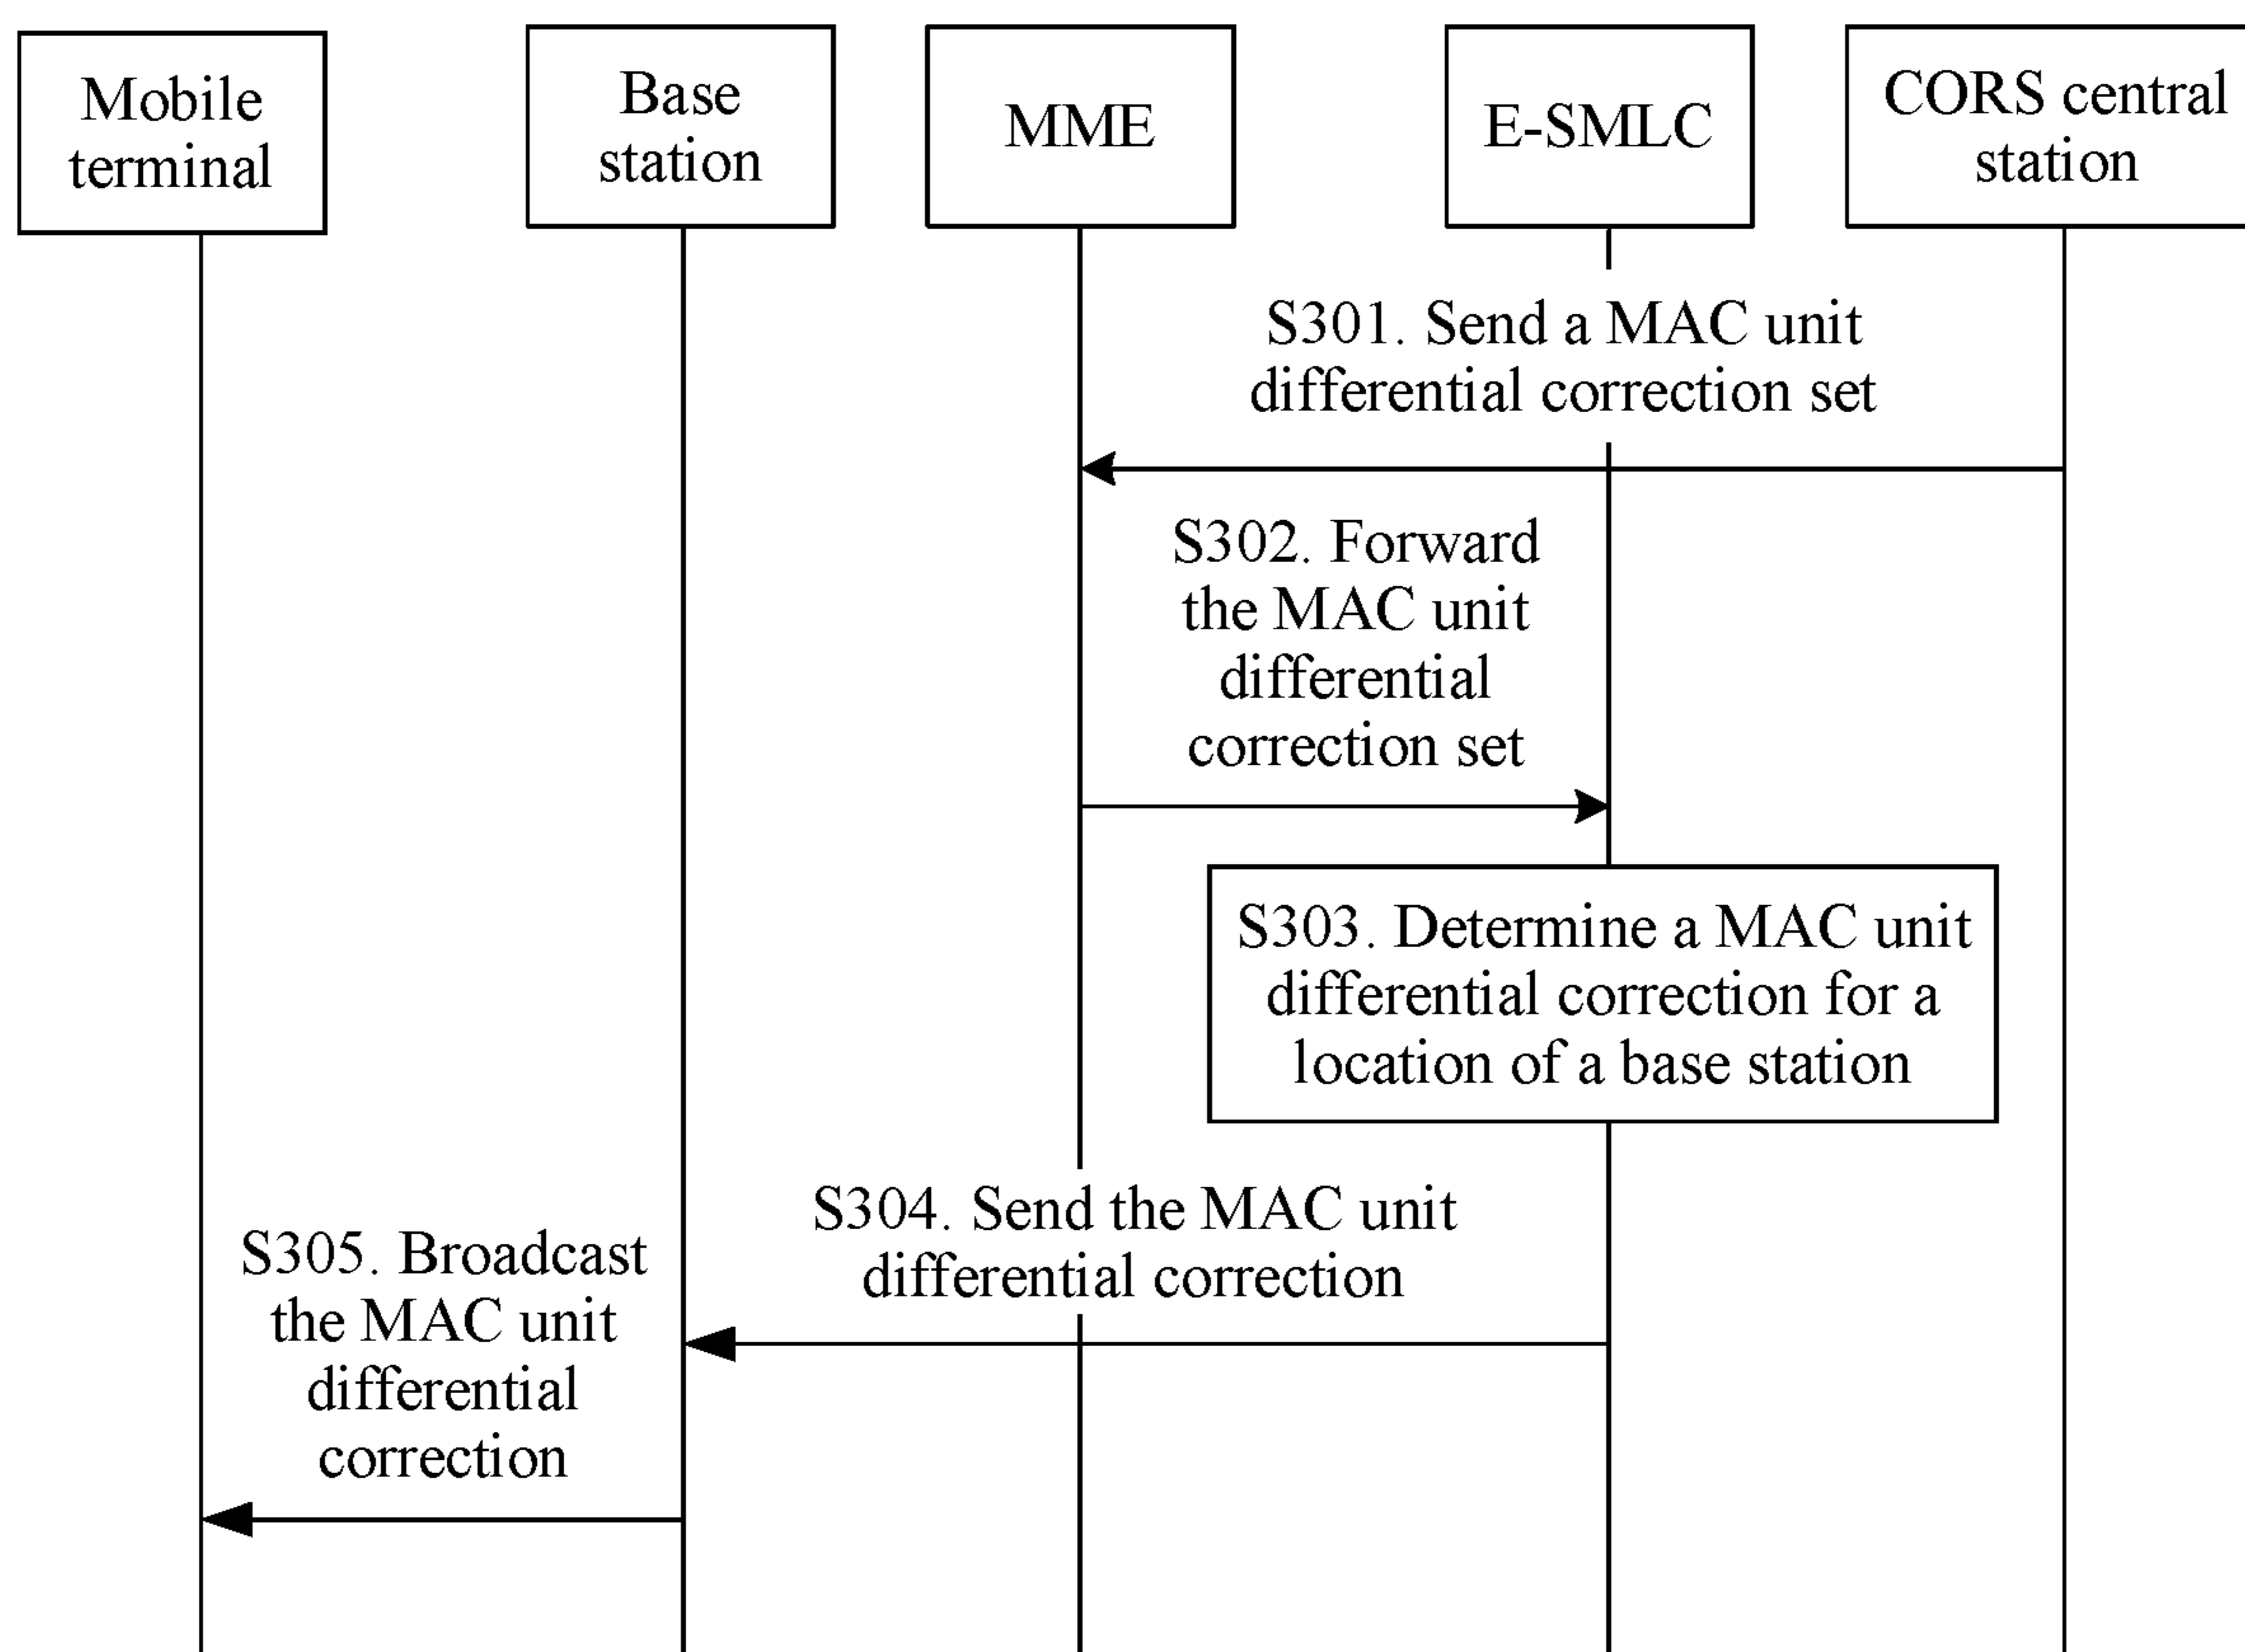 Mobile
terminal
Base
station
MME
E-SMLC
CORS central
station
S301. Send a MAC unit
differential correction set
S302. Forward
the MAC unit
differential
correction set
S303. Determine a MAC unit
differential correction for a
location of a base station
S304. Send the MAC unit
differential correction
S305. Broadcast
the MAC unit
differential
correction